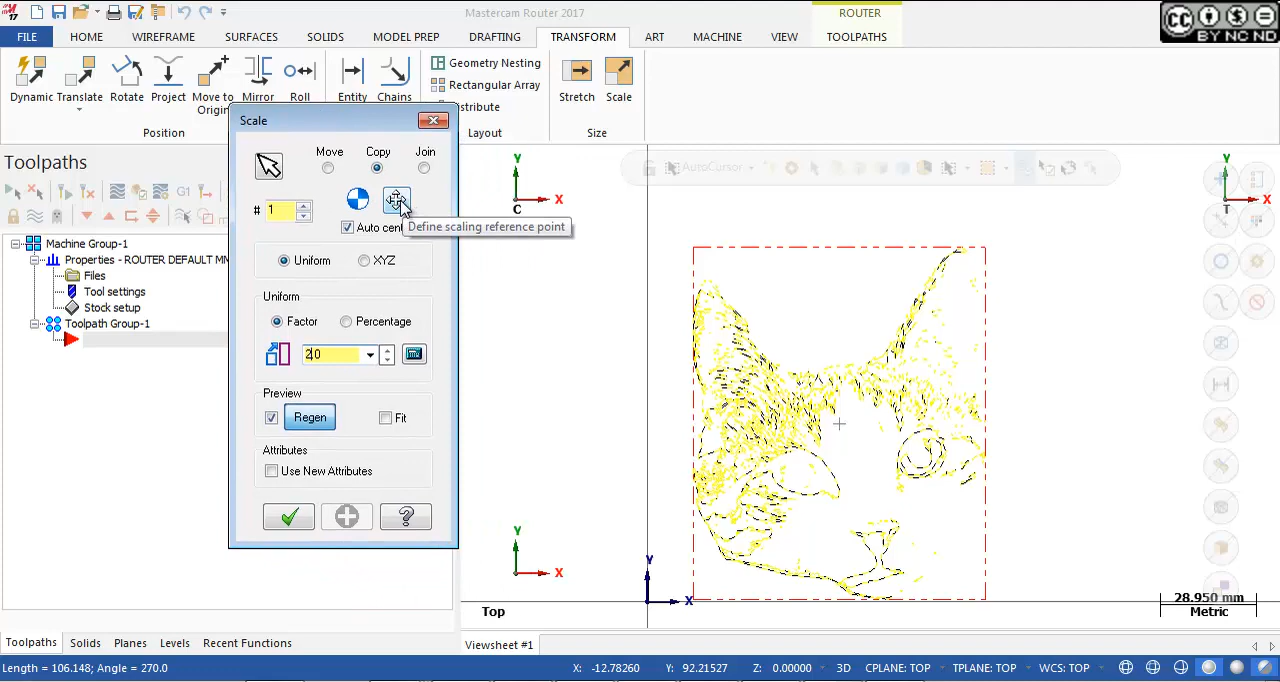 Mastercam Router 2017
ROUTER
BY NC ND
FILE HOME WIREFRAME SURFACES SOLIDS MODEL PREP DRAFTING TRANSFORM ART MACHINE VIEW TOOLPATHS
Dynamic Translate Rotate Project Move to Origin Mirror Roll Entity Chains
Geometry Nesting
Rectangular Array
Stretch Scale
Position Layout Size
Scale
Toolpaths
Move Copy Join
AutoCursor
G1
# 1
Auto cent
Define scaling reference point
Y
X
C
Y
X
T
Machine Group-1
Properties - ROUTER DEFAULT MM
Files
Tool settings
Stock setup
Toolpath Group-1
Uniform XYZ
Uniform
Factor Percentage
2.0
Preview
Regen Fit
Attributes
Use New Attributes
Y
X
Y
X
Top
28.950 mm
Metric
Toolpaths Solids Planes Levels Recent Functions
Viewsheet #1
Length = 106.148; Angle = 270.0 X: -12.78260 Y: 92.21527 Z: 0.00000 3D CPLANE: TOP TPLANE: TOP WCS: TOP